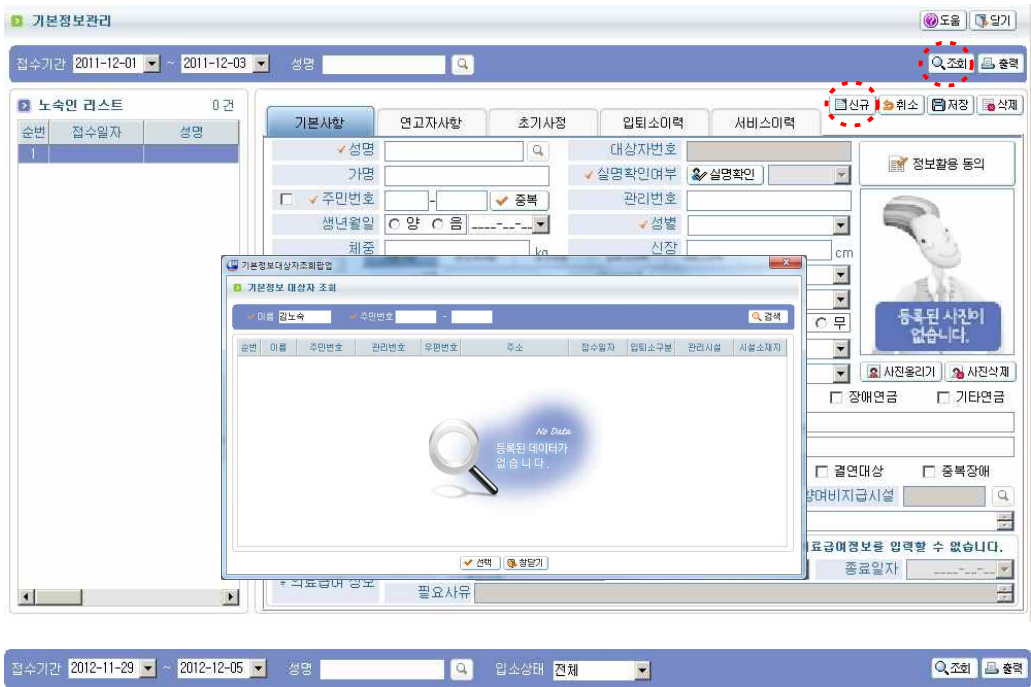 기본정보관리 도움 닫기
접수기간 2011-12-01 ~ 2011-12-03 성명 조회 출력
노숙인 리스트 0 건
신규 취소 저장 삭제
순번 접수일자 성명
1
기본사항 연고자사항 초기사정 입퇴소이력 서비스이력
성명 대상자번호
가명 실명확인여부 실명확인
주민번호 - 중복 관리번호
생년월일 양 음 ____-__-__ 성별
체중 kg 신장 cm
정보활용 동의
무
등록된 사진이
없습니다.
사진올리기 사진삭제
장애연금 기타연금
결연대상 중복장애
향여비지급시설
의료급여정보를 입력할 수 없습니다.
종료일자 ____-__-__
* 의료급여 정보
필요사유
기본정보대상자조회팝업
기본정보 대상자 조회
이름 김노숙 주민번호 - 검색
순번 이름 주민번호 관리번호 우편번호 주소 접수일자 입퇴소구분 관리시설 시설소재지
No Data
등록된 데이터가
없습니다.
선택 창닫기
접수기간 2012-11-29 ~ 2012-12-05 성명 입소상태 전체 조회 출력